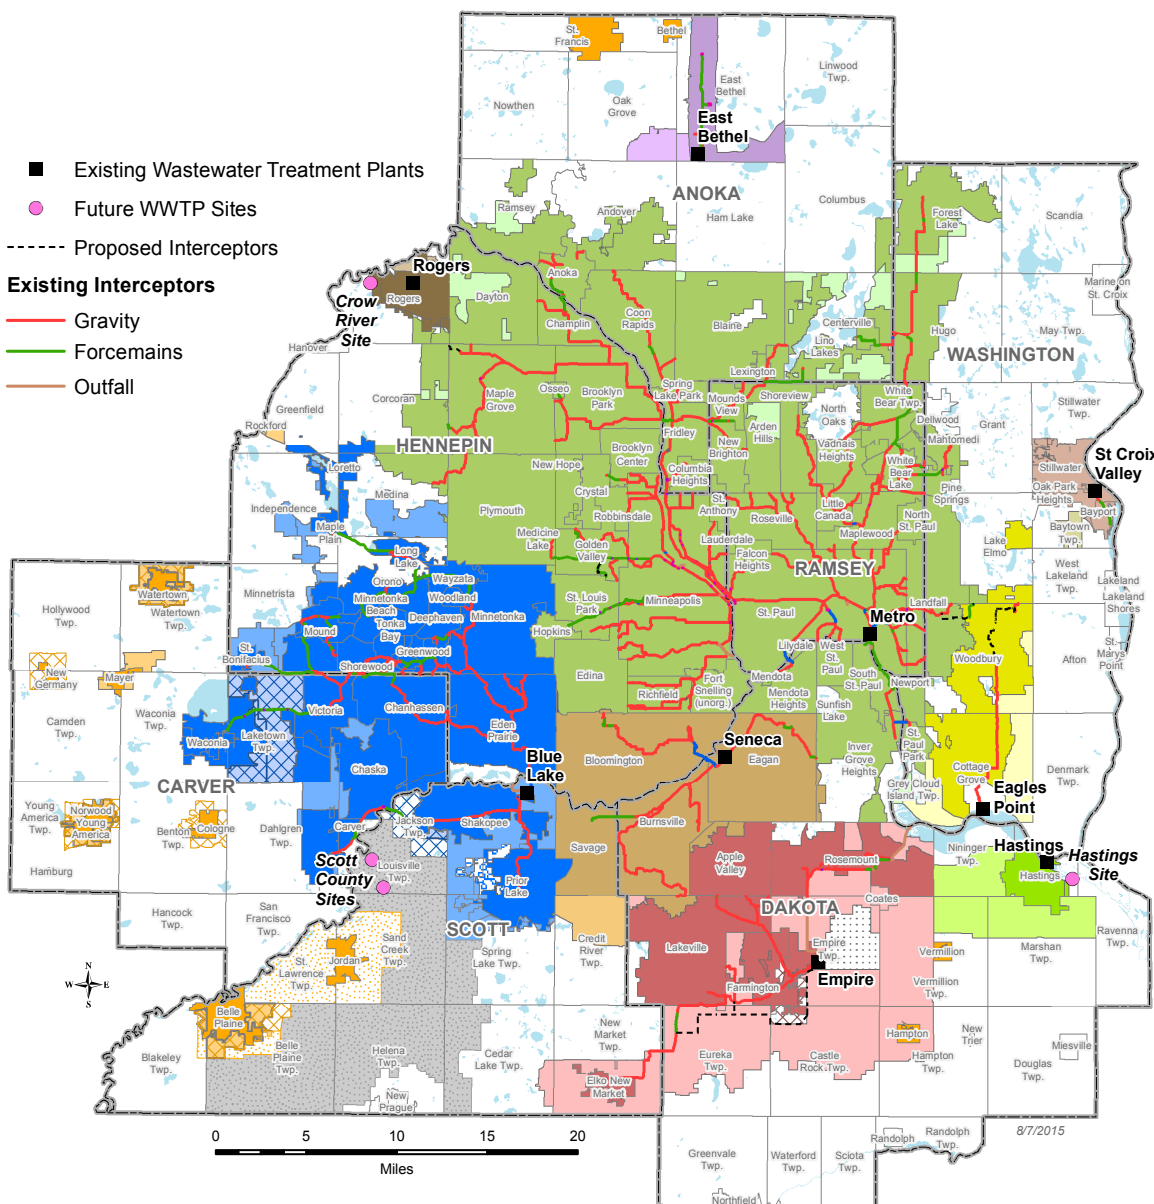 St.
Francis
Bethel
Nowthen
Oak
Grove
East
Bethel
Linwood
Twp.
East
Bethel
Existing Wastewater Treatment Plants
Future WWTP Sites
Proposed Interceptors
Existing Interceptors
Gravity
Forcemains
Outfall
ANOKA
Ramsey
Andover
Ham Lake
Columbus
Forest
Lake
Scandia
Rogers
Rogers
Crow
River
Site
Dayton
Anoka
Champlin
Coon
Rapids
Blaine
Centerville
Lino
Lakes
Hugo
Marine on
St. Croix
May Twp.
WASHINGTON
Hanover
Corcoran
Greenfield
Rockford
HENNEPIN
Maple
Grove
Osseo
Brooklyn
Park
Spring
Lake Park
Lexington
Mounds
View
Shoreview
White
Bear Twp.
Stillwater
Twp.
Fridley
New
Brighton
Arden
Hills
North
Oaks
Vadnais
Heights
Dellwood
Mahtomedi
Grant
Brooklyn
Center
Columbia
Heights
White
Bear
Lake
Pine
Springs
Stillwater
Oak Park
Heights
St Croix
Valley
Bayport
Baytown
Twp.
Loretto
Independence
Medina
Maple
Plain
Plymouth
New Hope
Crystal
Robbinsdale
St.
Anthony
Roseville
Little
Canada
Maplewood
North
St. Paul
Lake
Elmo
West
Lakeland
Twp.
Lakeland
Lakeland
Shores
Medicine
Lake
Golden
Valley
Lauderdale
Falcon
Heights
RAMSEY
Long
Lake
Orono
Wayzata
Minnetonka
Beach
Woodland
Minnetonka
Tonka
Bay
Deephaven
Greenwood
Mound
Minnetrista
St.
Bonifacius
Shorewood
St. Louis
Park
Minneapolis
Hopkins
St. Paul
Metro
Landfall
Woodbury
Afton
St.
Marys
Point
Hollywood
Twp.
Watertown
Watertown
Twp.
New
Germany
Mayer
Camden
Twp.
Waconia
Twp.
Waconia
Laketown
Twp.
Victoria
Chanhassen
Chaska
Eden
Prairie
Edina
Richfield
Fort
Snelling
(unorg.)
Lilydale
West
St.
Paul
Mendota
Mendota
Heights
South
St. Paul
Sunfish
Lake
Newport
St.
Paul
Park
Inver
Grove
Heights
Grey Cloud
Island Twp.
Cottage
Grove
Denmark
Twp.
Eagles
Point
Blue
Lake
Bloomington
Seneca
Eagan
CARVER
Young
America
Twp.
Norwood
Young
America
Benton
Twp.
Cologne
Dahlgren
Twp.
Carver
Jackson
Twp.
Shakopee
Louisville
Twp.
Scott
County
Sites
Prior
Lake
Savage
Burnsville
Apple
Valley
Rosemount
Coates
Nininger
Twp.
Hastings
Hastings
Hastings
Site
Hamburg
Hancock
Twp.
San
Francisco
Twp.
SCOTT
Credit
River
Twp.
Spring
Lake Twp.
Sand
Creek
Twp.
St.
Lawrence
Twp.
Jordan
Lakeville
DAKOTA
Empire
Twp.
Empire
Farmington
Vermillion
Vermillion
Twp.
Marshan
Twp.
Ravenna
Twp.
Belle
Plaine
Belle
Plaine
Twp.
Blakeley
Twp.
Helena
Twp.
New
Prague
Cedar
Lake Twp.
New
Market
Twp.
Elko New
Market
Eureka
Twp.
Castle
Rock Twp.
Hampton
Hampton
Twp.
New
Trier
Douglas
Twp.
Miesville
N
W
E
S
0
5
10
15
20
Miles
Greenvale
Twp.
Waterford
Twp.
Sciota
Twp.
Randolph
Randolph
Twp.
Northfield
8/7/2015